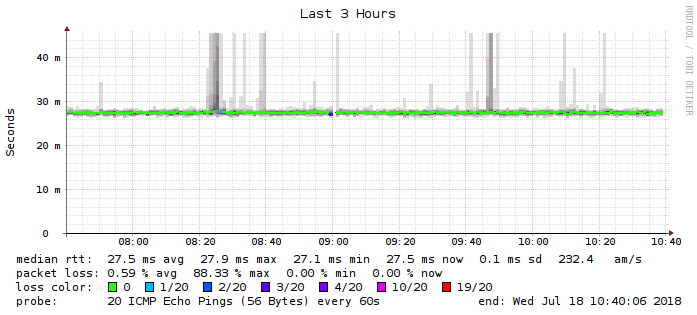 Last 3 Hours
RRDTOOL / TOBI OETIKER
Seconds
40 m
30 m
20 m
10 m
0
08:00 08:20 08:40 09:00 09:20 09:40 10:00 10:20 10:40
median rtt: 27.5 ms avg 27.9 ms max 27.1 ms min 27.5 ms now 0.1 ms sd 232.4 am/s
packet loss: 0.59 % avg 88.33 % max 0.00 % min 0.00 % now
loss color: 0 1/20 2/20 3/20 4/20 10/20 19/20
probe: 20 ICMP Echo Pings (56 Bytes) every 60s end: Wed Jul 18 10:40:06 2018